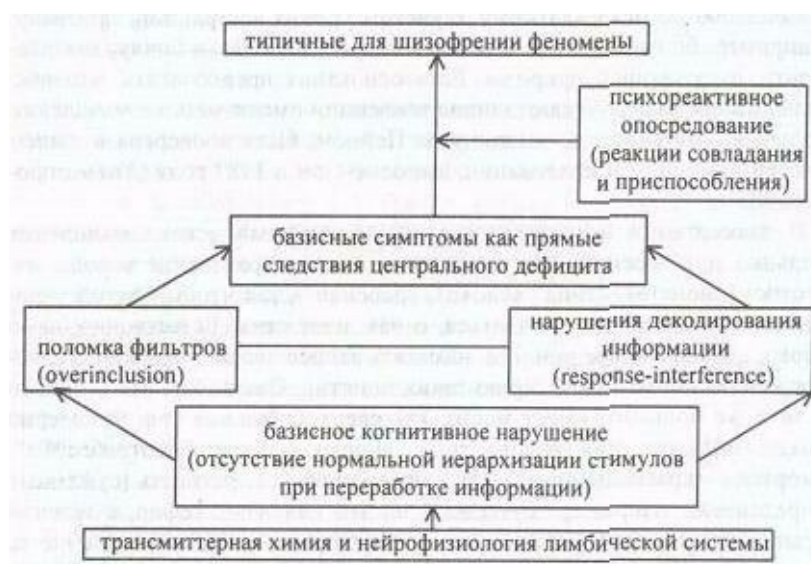 типичные для шизофрении феномены
психореактивное
опосредование
(реакции совладания
и приспособления)
базисные симптомы как прямые
следствия центрального дефицита
поломка фильтров
(overinclusion)
нарушения декодирования
информации
(response-interference)
базисное когнитивное нарушение
(отсутствие нормальной иерархизации стимулов
при переработке информации)
трансмиттерная химия и нейрофизиология лимбической системы